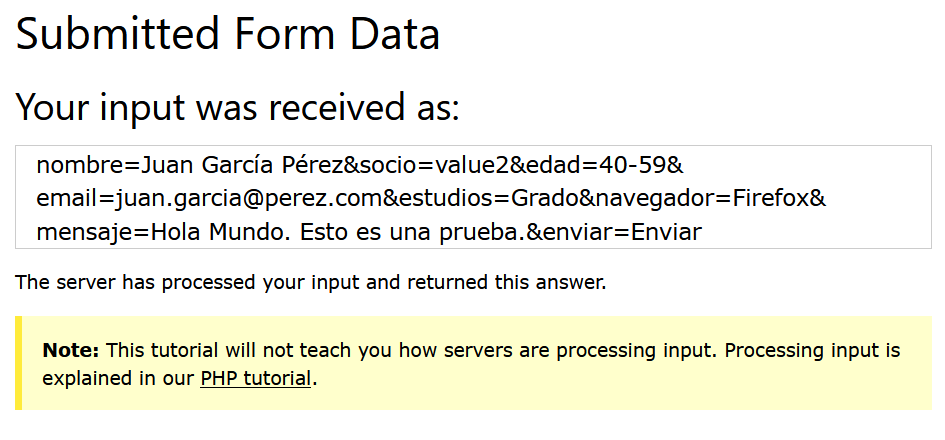 Submitted Form Data
Your input was received as:
nombre=Juan García Pérez&socio=value2&edad=40-59&
email=juan.garcia@perez.com&estudios=Grado&navegador=Firefox&
mensaje=Hola Mundo. Esto es una prueba.&enviar=Enviar
The server has processed your input and returned this answer.
Note: This tutorial will not teach you how servers are processing input. Processing input is
explained in our PHP tutorial.